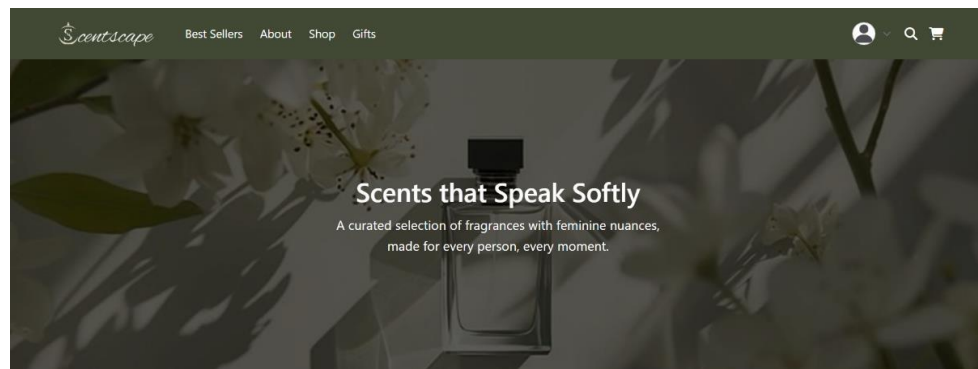 Scentscape
Best Sellers About Shop Gifts
Scents that Speak Softly
A curated selection of fragrances with feminine nuances,
made for every person, every moment.